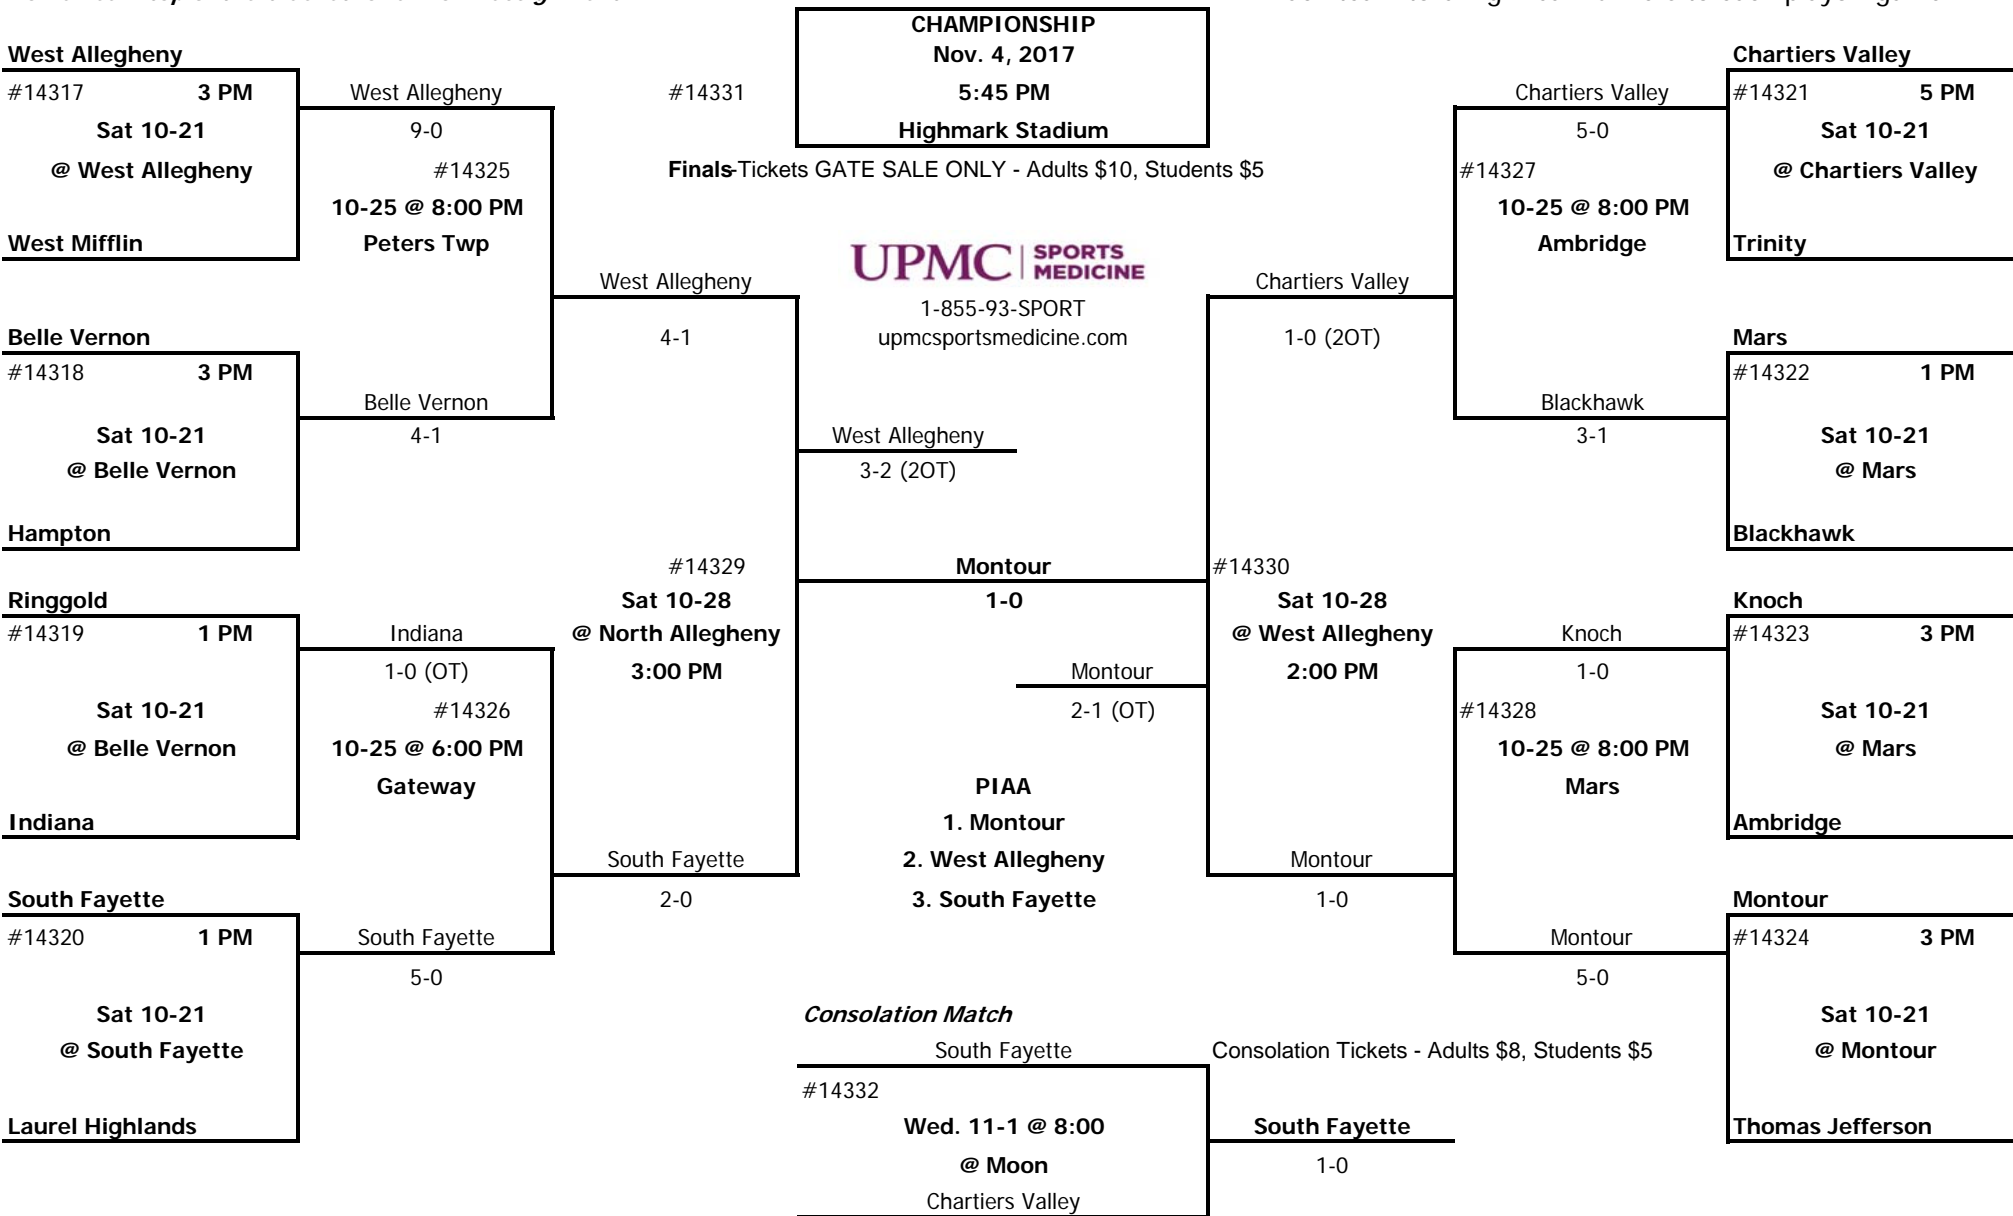 CHAMPIONSHIP
Nov. 4, 2017
5:45 PM
Highmark Stadium
#14331
Finals-Tickets GATE SALE ONLY - Adults $10, Students $5
UPMC | SPORTS MEDICINE
1-855-93-SPORT
upmcsportsmedicine.com
West Allegheny
#14317 3 PM
Sat 10-21
@ West Allegheny
West Mifflin
Belle Vernon
#14318 3 PM
Sat 10-21
@ Belle Vernon
Hampton
Ringgold
#14319 1 PM
Sat 10-21
@ Belle Vernon
Indiana
South Fayette
#14320 1 PM
Sat 10-21
@ South Fayette
Laurel Highlands
West Allegheny
9-0
#14325
10-25 @ 8:00 PM
Peters Twp
Belle Vernon
4-1
Indiana
1-0 (OT)
#14326
10-25 @ 6:00 PM
Gateway
South Fayette
5-0
West Allegheny
4-1
#14329
Sat 10-28
@ North Allegheny
3:00 PM
South Fayette
2-0
West Allegheny
3-2 (2OT)
Montour
1-0
Montour
2-1 (OT)
PIAA
1. Montour
2. West Allegheny
3. South Fayette
Chartiers Valley
1-0 (2OT)
#14330
Sat 10-28
@ West Allegheny
2:00 PM
Montour
1-0
Chartiers Valley
5-0
#14327
10-25 @ 8:00 PM
Ambridge
Blackhawk
3-1
Knoch
1-0
#14328
10-25 @ 8:00 PM
Mars
Montour
5-0
Chartiers Valley
#14321 5 PM
Sat 10-21
@ Chartiers Valley
Trinity
Mars
#14322 1 PM
Sat 10-21
@ Mars
Blackhawk
Knoch
#14323 3 PM
Sat 10-21
@ Mars
Ambridge
Montour
#14324 3 PM
Sat 10-21
@ Montour
Thomas Jefferson
Consolation Match
South Fayette
Consolation Tickets - Adults $8, Students $5
#14332
Wed. 11-1 @ 8:00
@ Moon
Chartiers Valley
South Fayette
1-0